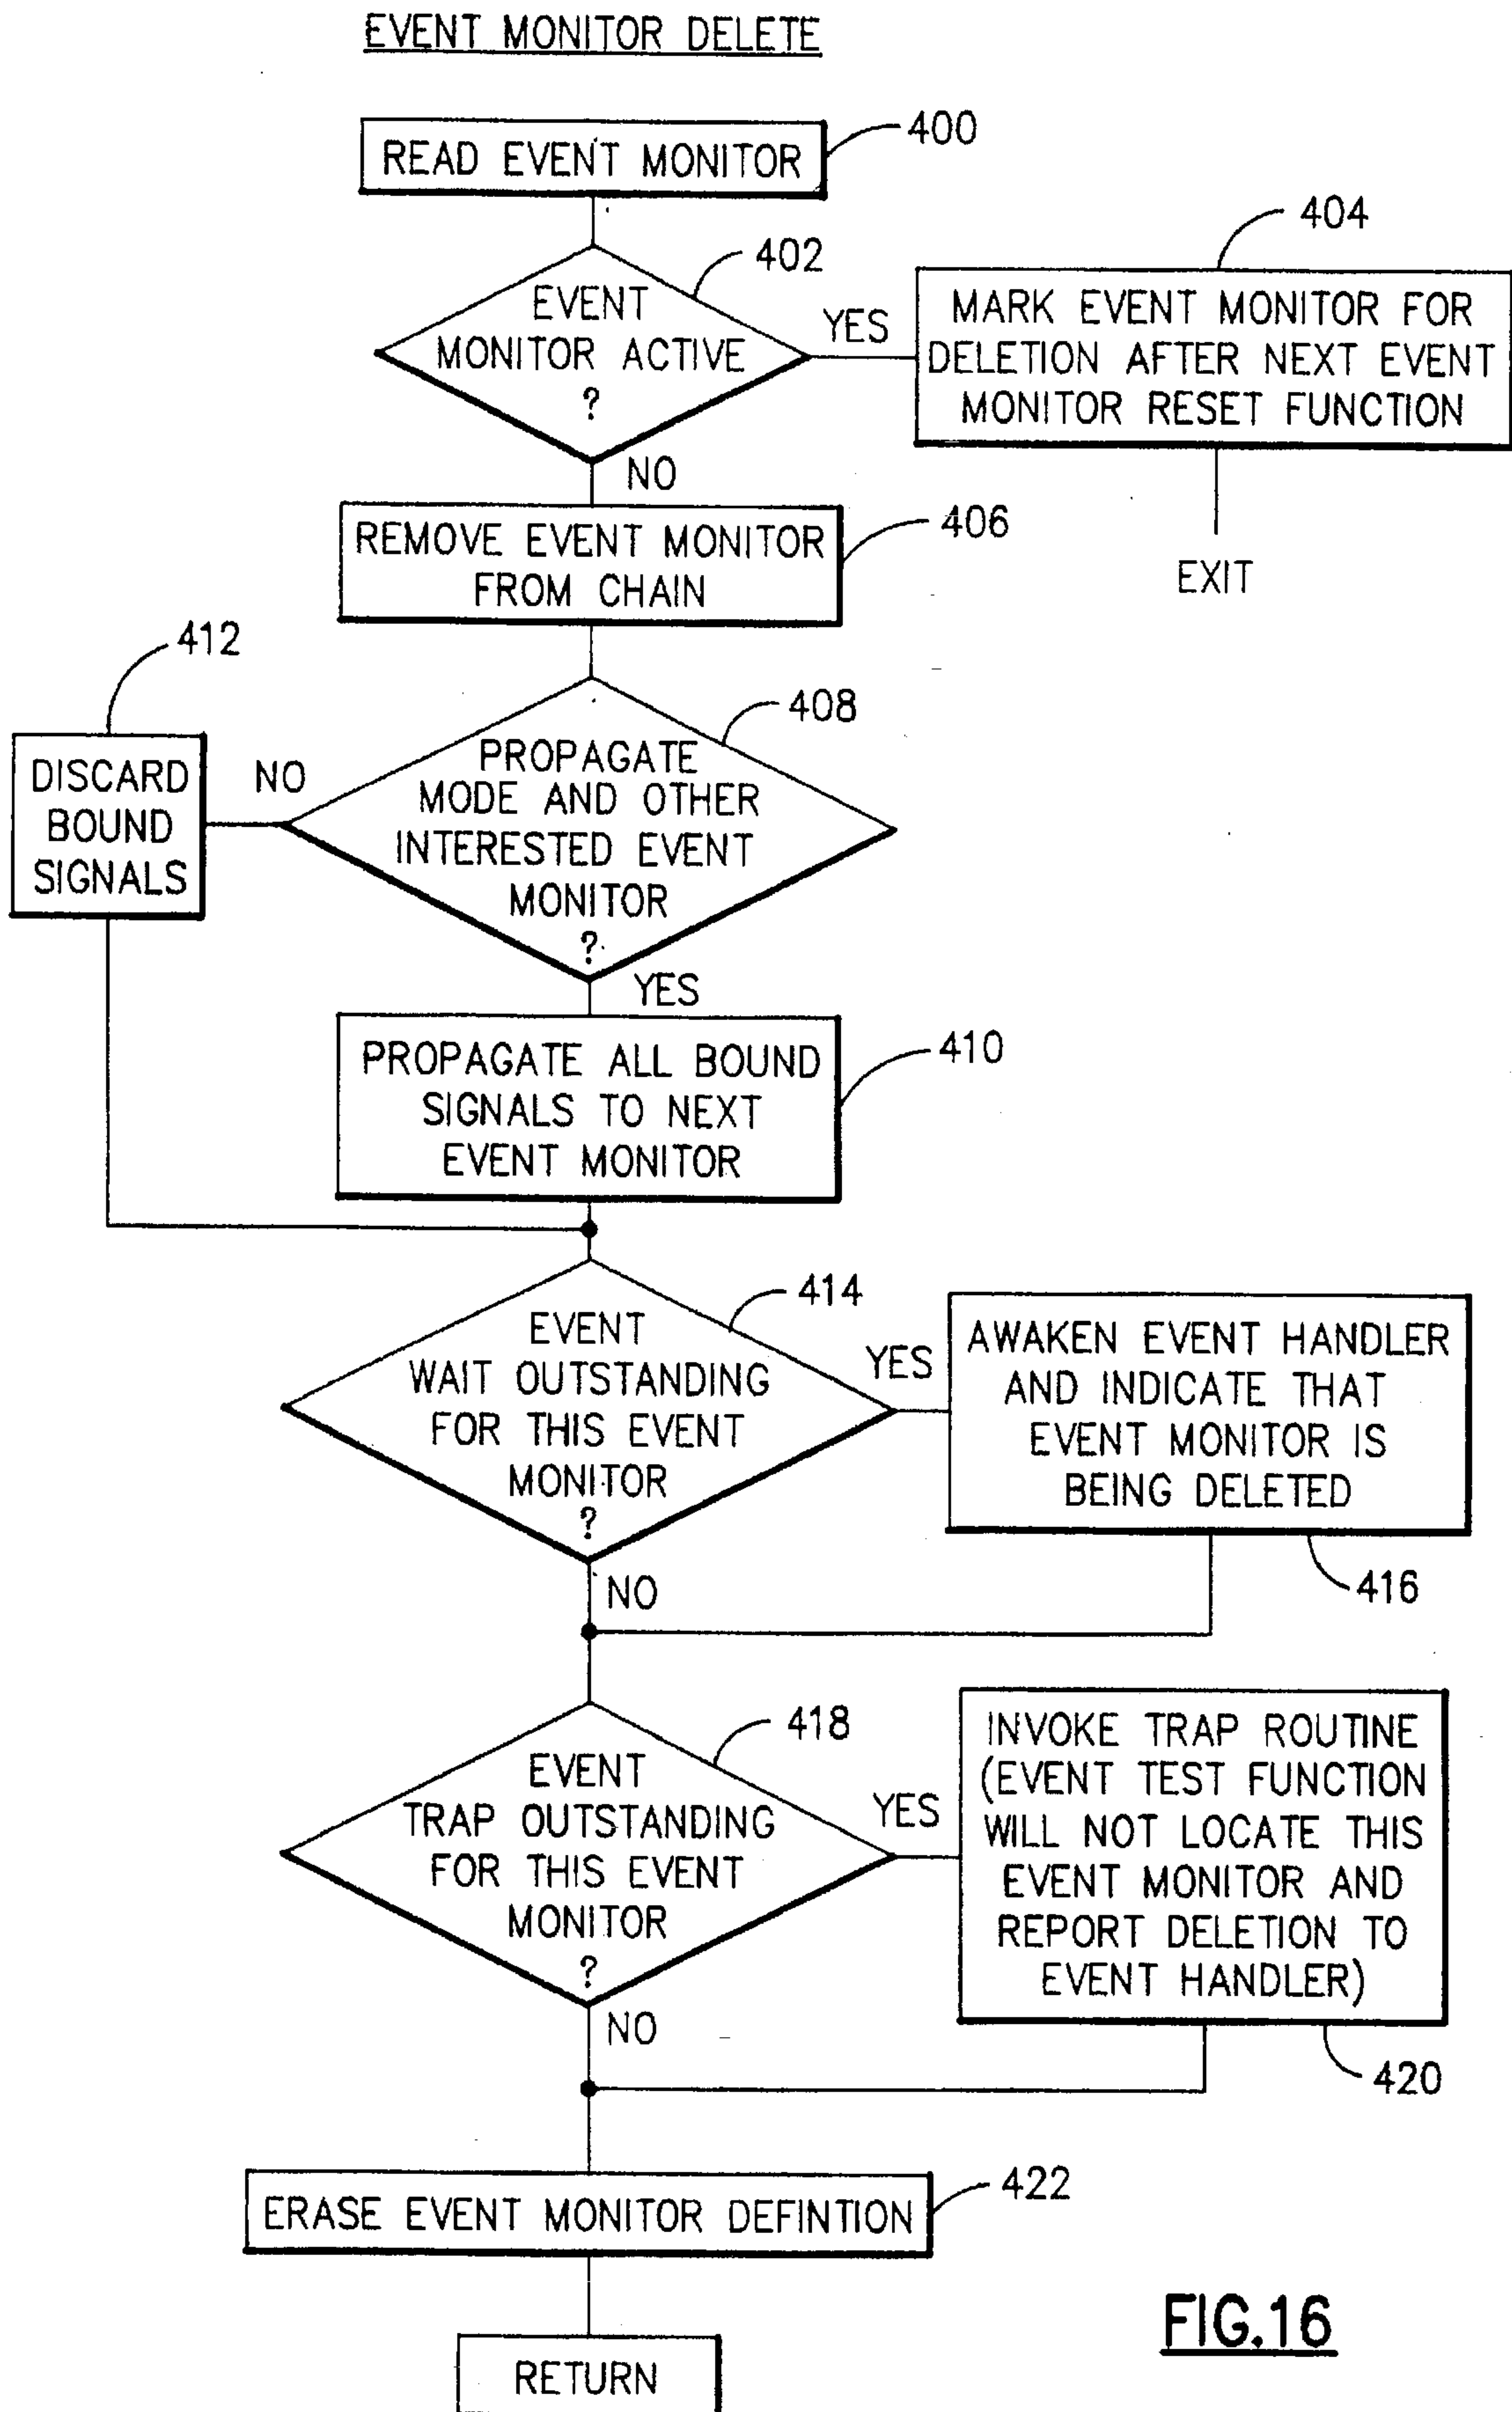 EVENT MONITOR DELETE
400
READ EVENT MONITOR
404
402
EVENT
MONITOR ACTIVE
?
YES
MARK EVENT MONITOR FOR
DELETION AFTER NEXT EVENT
MONITOR RESET FUNCTION
NO
EXIT
406
REMOVE EVENT MONITOR
FROM CHAIN
412
408
DISCARD
BOUND
SIGNALS
NO
PROPAGATE
MODE AND OTHER
INTERESTED EVENT
MONITOR
?
YES
410
PROPAGATE ALL BOUND
SIGNALS TO NEXT
EVENT MONITOR
414
EVENT
WAIT OUTSTANDING
FOR THIS EVENT
MONITOR
?
YES
AWAKEN EVENT HANDLER
AND INDICATE THAT
EVENT MONITOR IS
BEING DELETED
416
NO
418
EVENT
TRAP OUTSTANDING
FOR THIS EVENT
MONITOR
?
YES
INVOKE TRAP ROUTINE
(EVENT TEST FUNCTION
WILL NOT LOCATE THIS
EVENT MONITOR AND
REPORT DELETION TO
EVENT HANDLER)
420
NO
422
ERASE EVENT MONITOR DEFINTION
RETURN
FIG.16